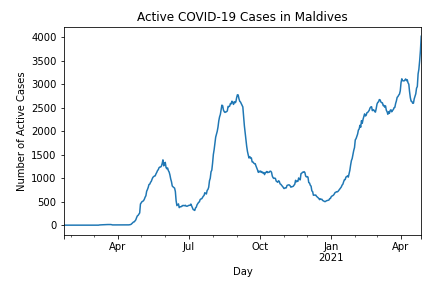 Active COVID-19 Cases in Maldives
Number of Active Cases
4000
3500
3000
2500
2000
1500
1000
500
0
Apr
Jul
Oct
Jan
2021
Apr
Day